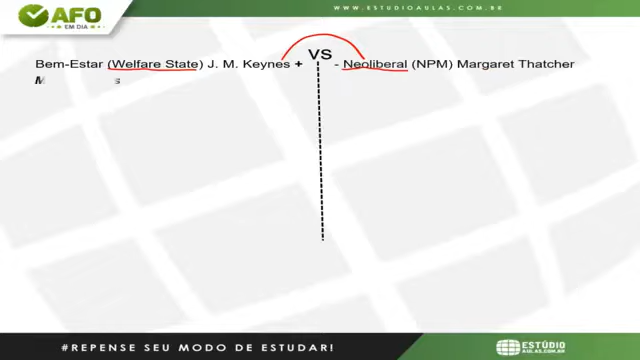 AFO
EM DIA
WWW.ESTUDIOAULAS.COM.BR
VS
Bem-Estar (Welfare State) J. M. Keynes +
- Neoliberal (NPM) Margaret Thatcher
#REPENSE SEU MODO DE ESTUDAR!
ESTÚDIO
AULAS.COM.BR